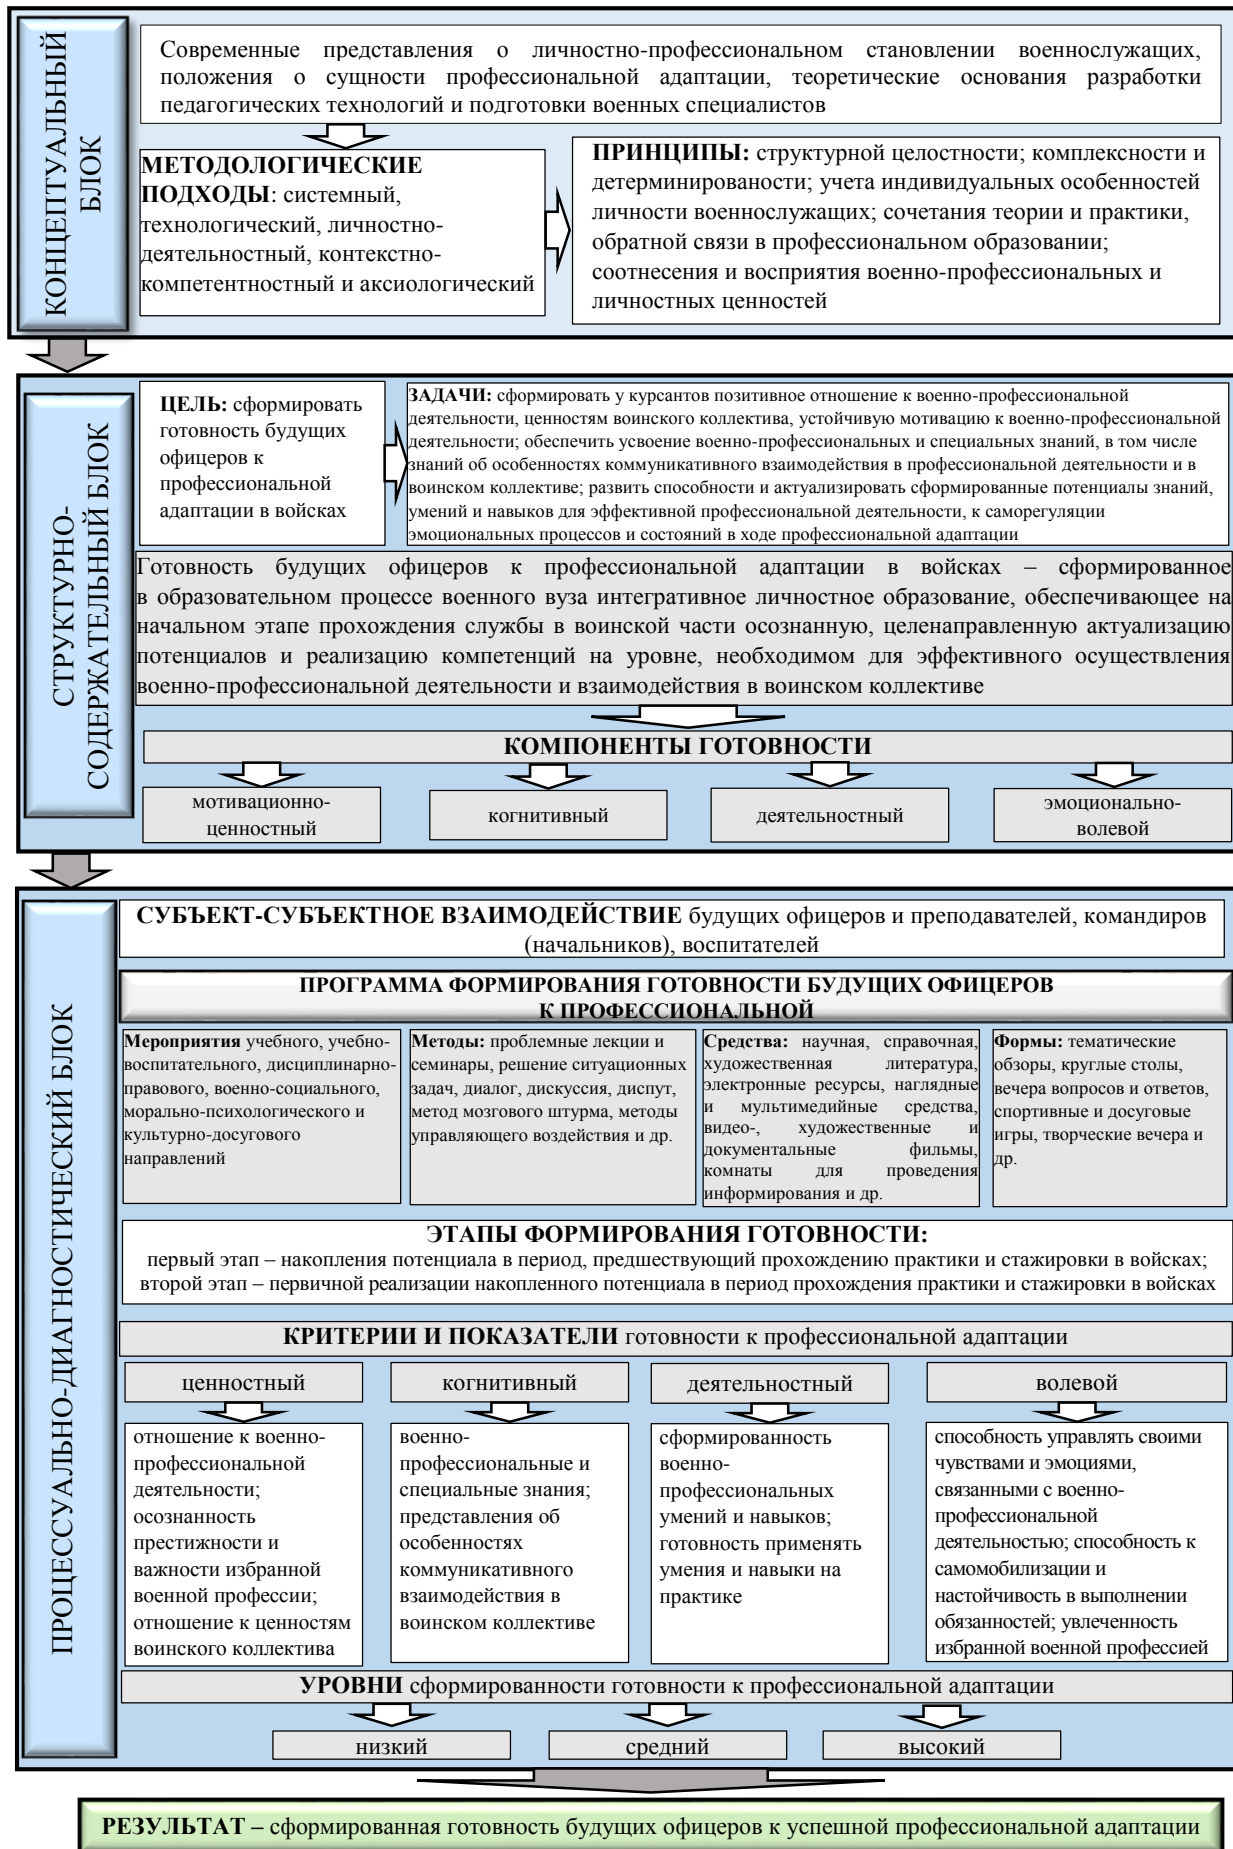 КОНЦЕПТУАЛЬНЫЙ
БЛОК
Современные представления о личностно-профессиональном становлении военнослужащих,
положения о сущности профессиональной адаптации, теоретические основания разработки
педагогических технологий и подготовки военных специалистов
МЕТОДОЛОГИЧЕСКИЕ
ПОДХОДЫ: системный,
технологический, личностно-
деятельностный, контекстно-
компетентностный и аксиологический
ПРИНЦИПЫ: структурной целостности; комплексности и
детерминированости; учета индивидуальных особенностей
личности военнослужащих; сочетания теории и практики,
обратной связи в профессиональном образовании;
соотнесения и восприятия военно-профессиональных и
личностных ценностей
СТРУКТУРНО-
СОДЕРЖАТЕЛЬНЫЙ БЛОК
ЦЕЛЬ: сформировать
готовность будущих
офицеров к
профессиональной
адаптации в войсках
ЗАДАЧИ: сформировать у курсантов позитивное отношение к военно-профессиональной
деятельности, ценностям воинского коллектива, устойчивую мотивацию к военно-профессиональной
деятельности; обеспечить усвоение военно-профессиональных и специальных знаний, в том числе
знаний об особенностях коммуникативного взаимодействия в профессиональной деятельности и в
воинском коллективе; развить способности и актуализировать сформированные потенциалы знаний,
умений и навыков для эффективной профессиональной деятельности, к саморегуляции
эмоциональных процессов и состояний в ходе профессиональной адаптации
Готовность будущих офицеров к профессиональной адаптации в войсках – сформированное
в образовательном процессе военного вуза интегративное личностное образование, обеспечивающее на
начальном этапе прохождения службы в воинской части осознанную, целенаправленную актуализацию
потенциалов и реализацию компетенций на уровне, необходимом для эффективного осуществления
военно-профессиональной деятельности и взаимодействия в воинском коллективе
КОМПОНЕНТЫ ГОТОВНОСТИ
мотивационно-
ценностный
когнитивный
деятельностный
эмоционально-
волевой
ПРОЦЕССУАЛЬНО-ДИАГНОСТИЧЕСКИЙ БЛОК
СУБЪЕКТ-СУБЪЕКТНОЕ ВЗАИМОДЕЙСТВИЕ будущих офицеров и преподавателей, командиров
(начальников), воспитателей
ПРОГРАММА ФОРМИРОВАНИЯ ГОТОВНОСТИ БУДУЩИХ ОФИЦЕРОВ
К ПРОФЕССИОНАЛЬНОЙ
Мероприятия учебного, учебно-
воспитательного, дисциплинарно-
правового, военно-социального,
морально-психологического и
культурно-досугового
направлений
Методы: проблемные лекции и
семинары, решение ситуационных
задач, диалог, дискуссия, диспут,
метод мозгового штурма, методы
управляющего воздействия и др.
Средства: научная, справочная,
художественная литература,
электронные ресурсы, наглядные
и мультимедийные средства,
видео-, художественные и
документальные фильмы,
комнаты для проведения
информирования и др.
Формы: тематические
обзоры, круглые столы,
вечера вопросов и ответов,
спортивные и досуговые
игры, творческие вечера и
др.
ЭТАПЫ ФОРМИРОВАНИЯ ГОТОВНОСТИ:
первый этап – накопления потенциала в период, предшествующий прохождению практики и стажировки в войсках;
второй этап – первичной реализации накопленного потенциала в период прохождения практики и стажировки в войсках
КРИТЕРИИ И ПОКАЗАТЕЛИ готовности к профессиональной адаптации
ценностный
когнитивный
деятельностный
волевой
отношение к военно-
профессиональной
деятельности;
осознанность
престижности и
важности избранной
военной профессии;
отношение к ценностям
воинского коллектива
военно-
профессиональные и
специальные знания;
представления об
особенностях
коммуникативного
взаимодействия в
воинском коллективе
сформированность
военно-
профессиональных
умений и навыков;
готовность применять
умения и навыки на
практике
способность управлять своими
чувствами и эмоциями,
связанными с военно-
профессиональной
деятельностью; способность к
самомобилизации и
настойчивость в выполнении
обязанностей; увлеченность
избранной военной профессией
УРОВНИ сформированности готовности к профессиональной адаптации
низкий
средний
высокий
РЕЗУЛЬТАТ – сформированная готовность будущих офицеров к успешной профессиональной адаптации